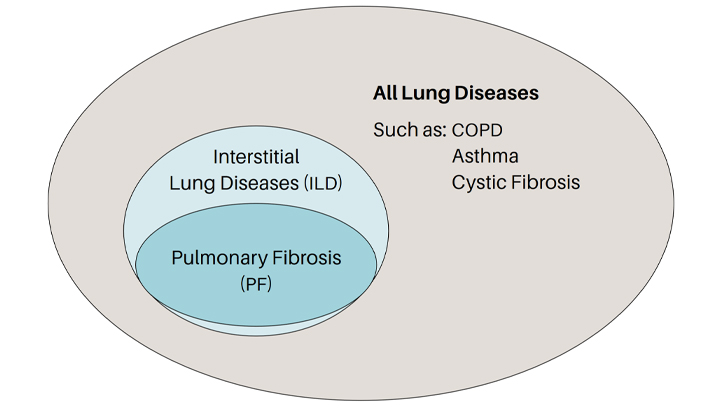 All Lung Diseases
Such as: COPD
Asthma
Cystic Fibrosis
Interstitial
Lung Diseases (ILD)
Pulmonary Fibrosis
(PF)